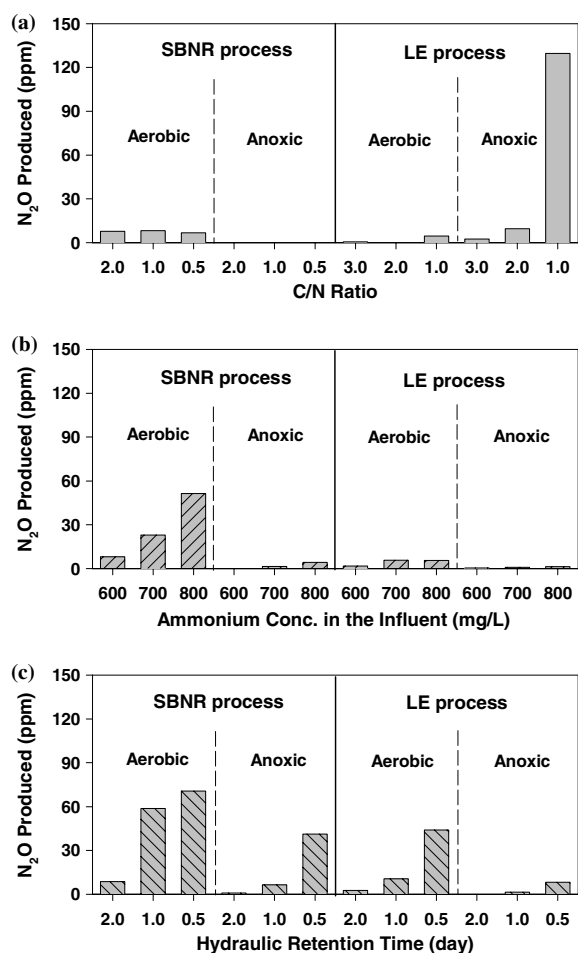 (a)
150
120
90
60
30
0
N₂O Produced (ppm)
SBNR process LE process
Aerobic Anoxic Aerobic Anoxic
2.0 1.0 0.5 2.0 1.0 0.5 3.0 2.0 1.0 3.0 2.0 1.0
C/N Ratio
(b)
150
120
90
60
30
0
N₂O Produced (ppm)
SBNR process LE process
Aerobic Anoxic Aerobic Anoxic
600 700 800 600 700 800 600 700 800 600 700 800
Ammonium Conc. in the Influent (mg/L)
(c)
150
120
90
60
30
0
N₂O Produced (ppm)
SBNR process LE process
Aerobic Anoxic Aerobic Anoxic
2.0 1.0 0.5 2.0 1.0 0.5 2.0 1.0 0.5 2.0 1.0 0.5
Hydraulic Retention Time (day)